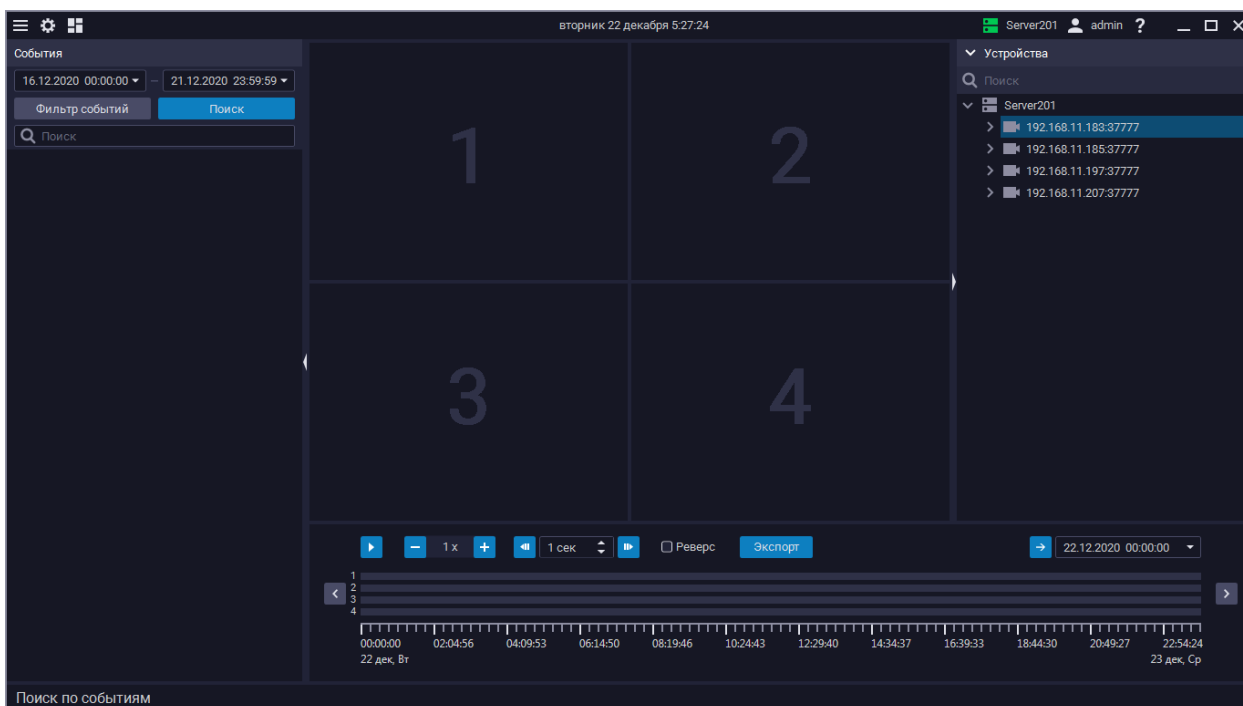 вторник 22 декабря 5:27:24
Server201 admin ?
События
16.12.2020 00:00:00 – 21.12.2020 23:59:59
Фильтр событий Поиск
Поиск
1 2
3 4
Устройства
Поиск
Server201
192.168.11.183:37777
192.168.11.185:37777
192.168.11.197:37777
192.168.11.207:37777
1 x 1 сек Реверс Экспорт 22.12.2020 00:00:00
1
2
3
4
00:00:00 02:04:56 04:09:53 06:14:50 08:19:46 10:24:43 12:29:40 14:34:37 16:39:33 18:44:30 20:49:27 22:54:24
22 дек, Вт 23 дек, Ср
Поиск по событиям